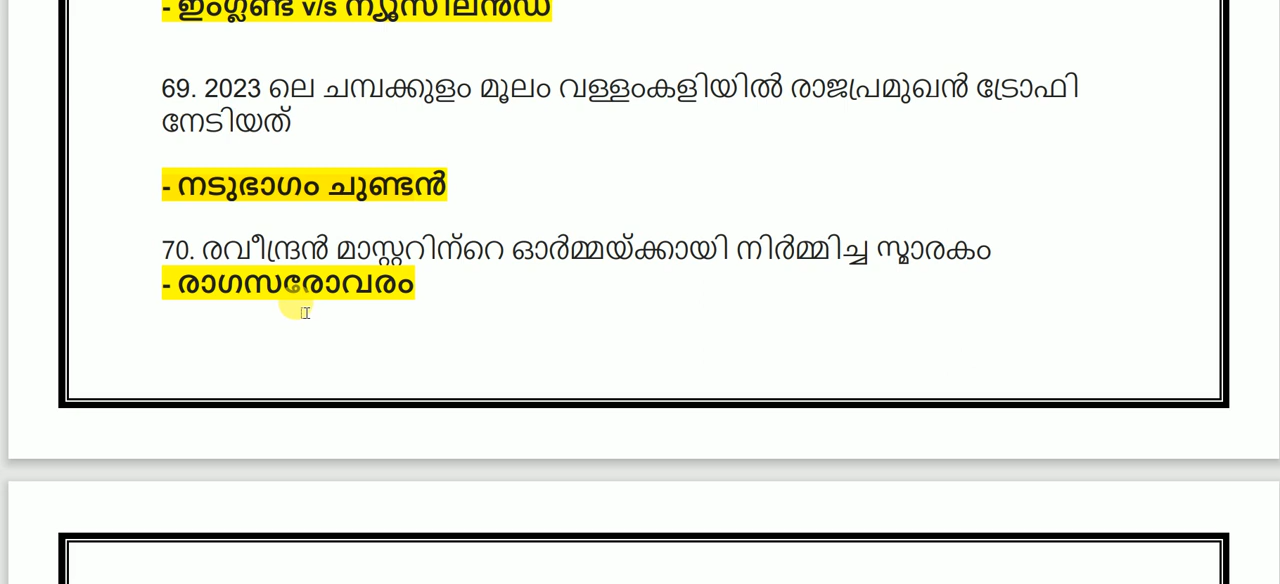 - ഇംഗ്ലണ്ട് v/s ന്യൂസിലൻഡ്
69. 2023 ലെ ചമ്പക്കുളം മൂലം വള്ളംകളിയിൽ രാജപ്രമുഖൻ ട്രോഫി
നേടിയത്
- നടുഭാഗം ചുണ്ടൻ
70. രവീന്ദ്രൻ മാസ്റ്ററിന്റെ ഓർമ്മയ്ക്കായി നിർമ്മിച്ച സ്മാരകം
- രാഗസരോവരം